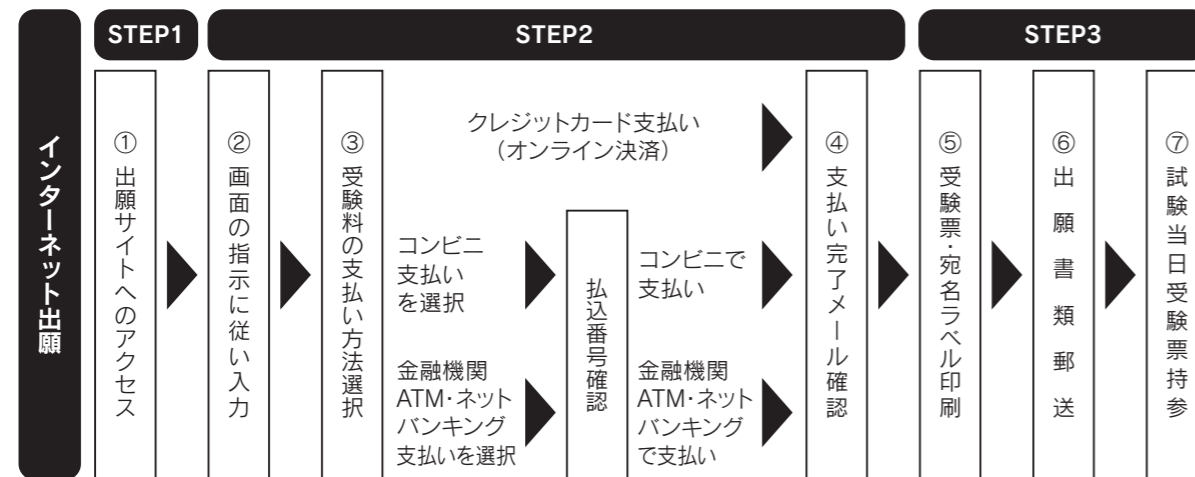 インターネット出願
STEP1
STEP2
STEP3
①出願サイトへのアクセス
②画面の指示に従い入力
③受験料の支払い方法選択
クレジットカード支払い
（オンライン決済）
コンビニ
支払い
を選択
金融機関
ATM・ネット
バンキング
支払いを選択
払込番号確認
コンビニで
支払い
金融機関
ATM・ネット
バンキング
で支払い
④支払い完了メール確認
⑤受験票・宛名ラベル印刷
⑥出願書類郵送
⑦試験当日受験票持参